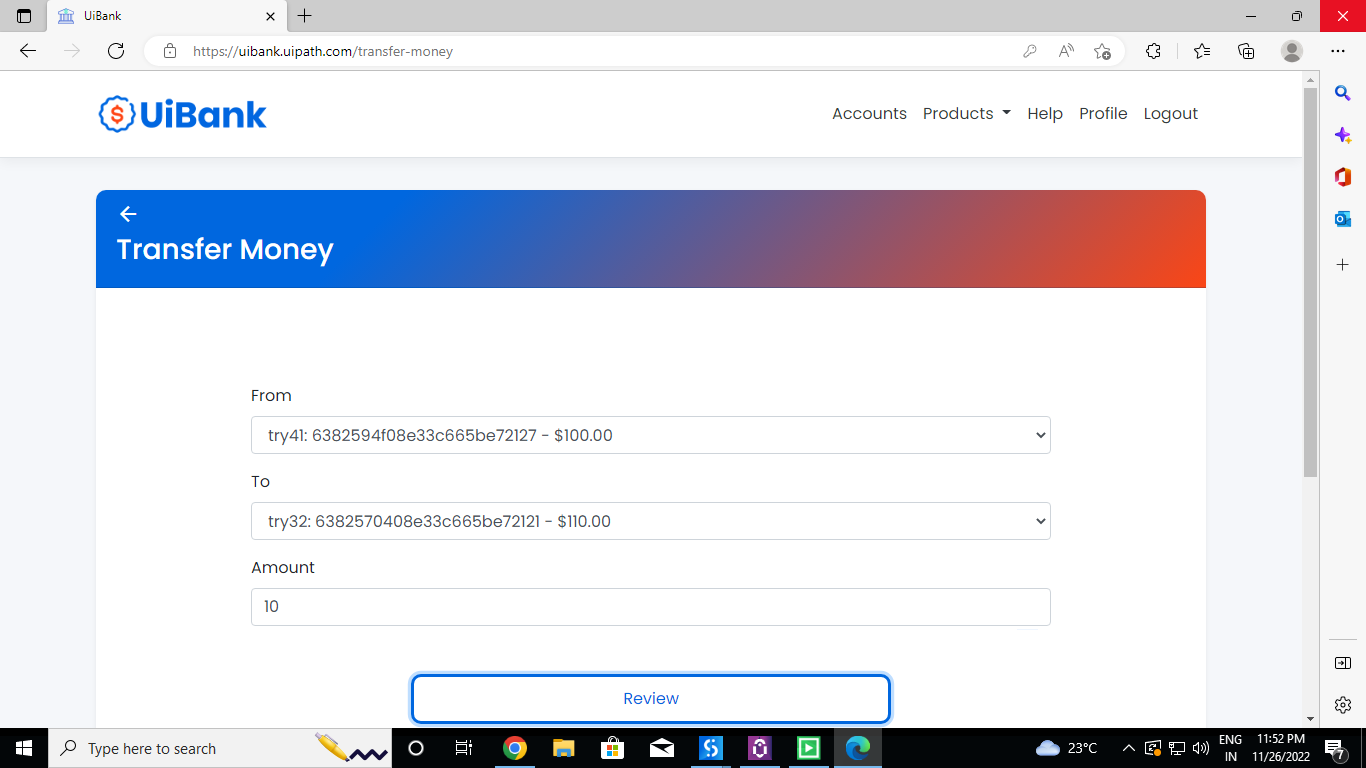 UiBank
https://uibank.uipath.com/transfer-money
UiBank
Accounts Products Help Profile Logout
Transfer Money
From
try41: 6382594f08e33c665be72127 - $100.00
To
try32: 6382570408e33c665be72121 - $110.00
Amount
10
Review
Type here to search
23°C
ENG
IN
11:52 PM
11/26/2022
7